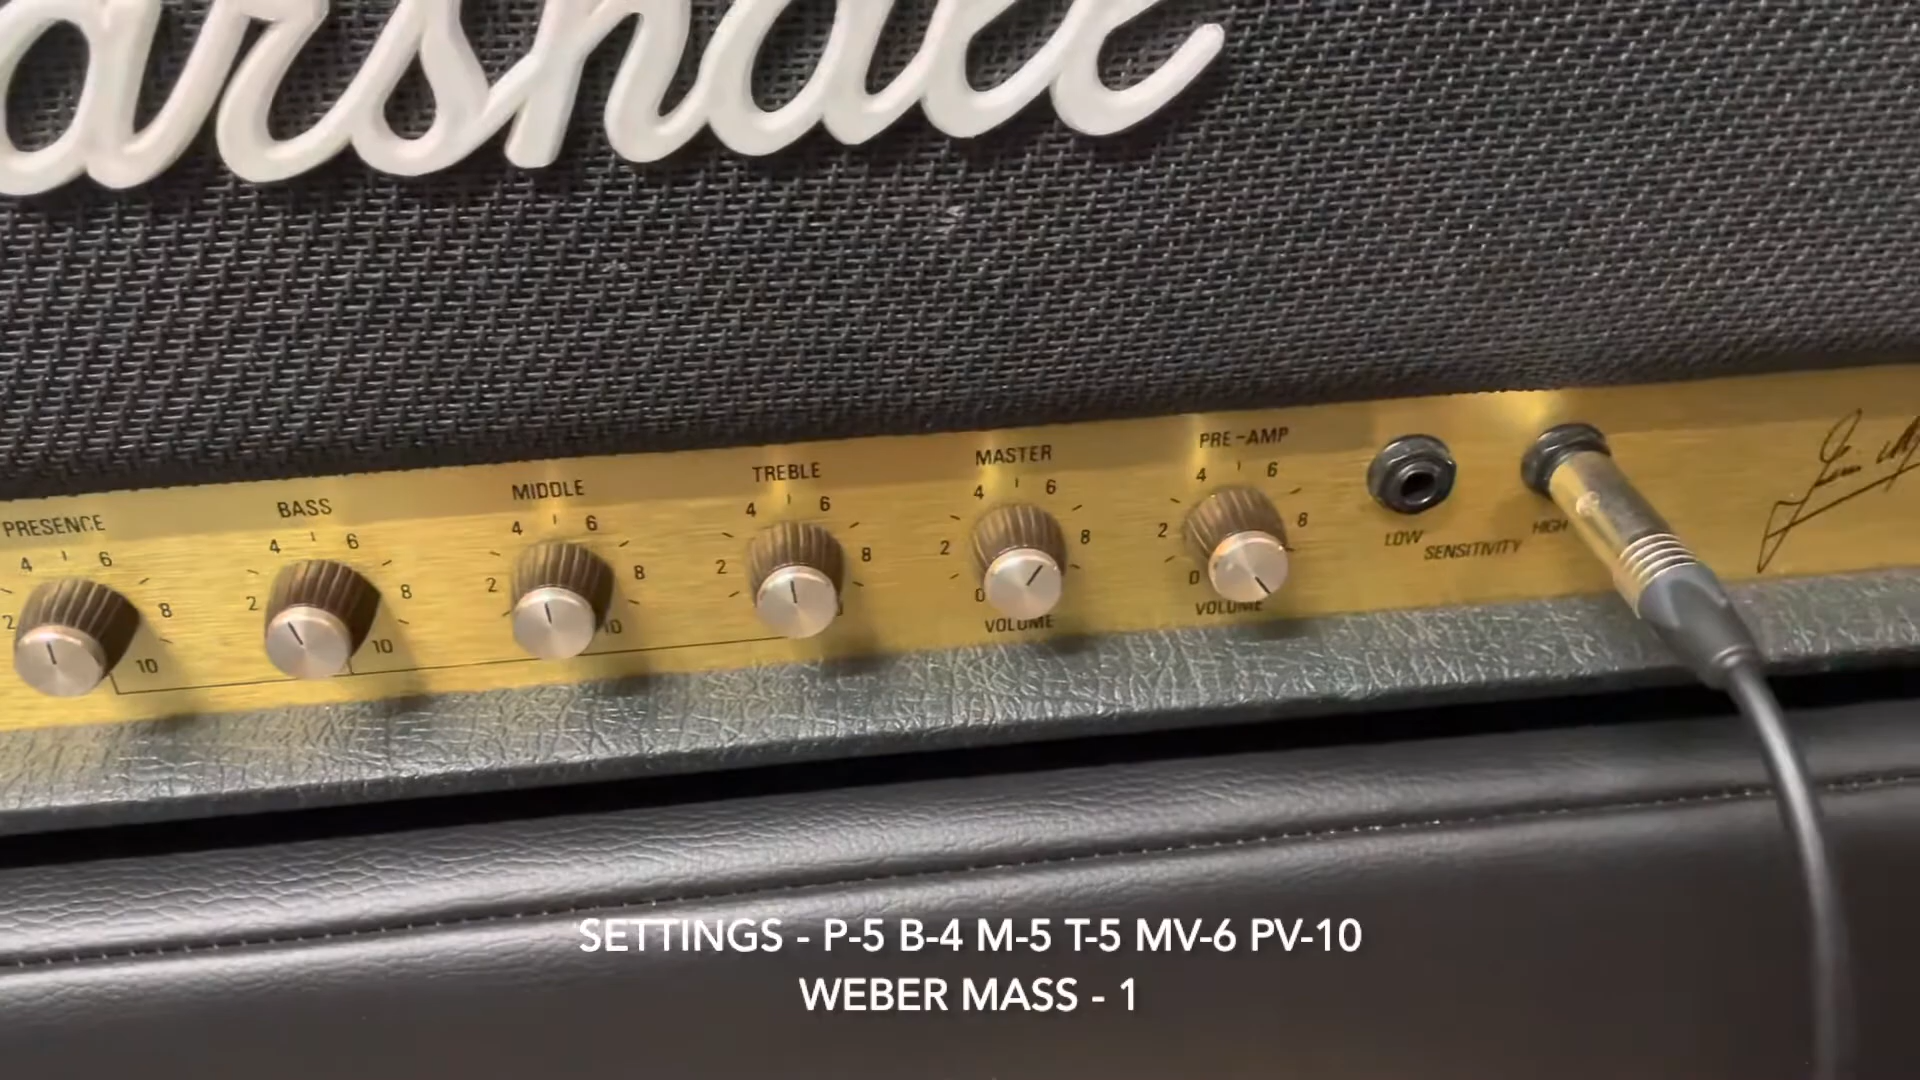 arshall
PRESENCE BASS MIDDLE TREBLE MASTER PRE-AMP
2 4 6 8 10
2 4 6 8 10
2 4 6 8 10
2 4 6 8
0 2 4 6 8
0 2 4 6 8
VOLUME VOLUME
LOW SENSITIVITY HIGH
SETTINGS - P-5 B-4 M-5 T-5 MV-6 PV-10
WEBER MASS - 1